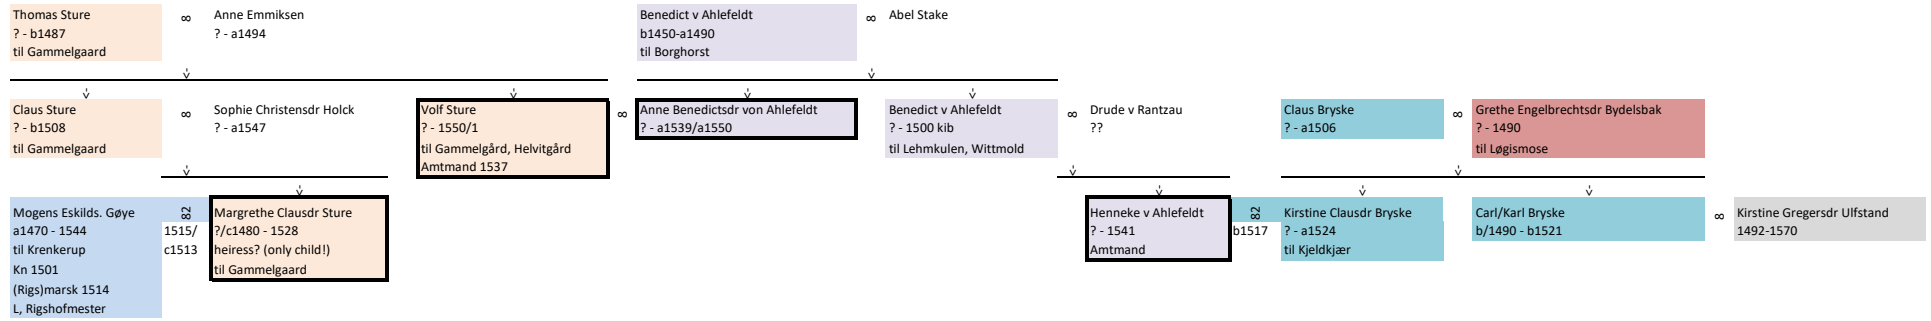 Thomas Sture
? - b1487
til Gammelgaard
∞
Anne Emmiksen
? - a1494
Benedict v Ahlefeldt
b1450-a1490
til Borghorst
∞
Abel Stake
Claus Sture
? - b1508
til Gammelgaard
∞
Sophie Christensdr Holck
? - a1547
Volf Sture
? - 1550/1
til Gammelgård, Helvitgård
Amtmand 1537
∞
Anne Benedictsdr von Ahlefeldt
? - a1539/a1550
Benedict v Ahlefeldt
? - 1500 kib
til Lehmkulen, Wittmold
∞
Drude v Rantzau
??
Claus Bryske
? - a1506
∞
Grethe Engelbrechtsdr Bydelsbak
? - 1490
til Løgismose
Mogens Eskilds. Gøye
a1470 - 1544
til Krenkerup
Kn 1501
(Rigs)marsk 1514
L, Rigshofmester
∞2
1515/
c1513
Margrethe Clausdr Sture
?/c1480 - 1528
heiress? (only child!)
til Gammelgaard
Henneke v Ahlefeldt
? - 1541
Amtmand
∞2
b1517
Kirstine Clausdr Bryske
? - a1524
til Kjeldkjær
Carl/Karl Bryske
b/1490 - b1521
∞
Kirstine Gregersdr Ulfstand
1492-1570